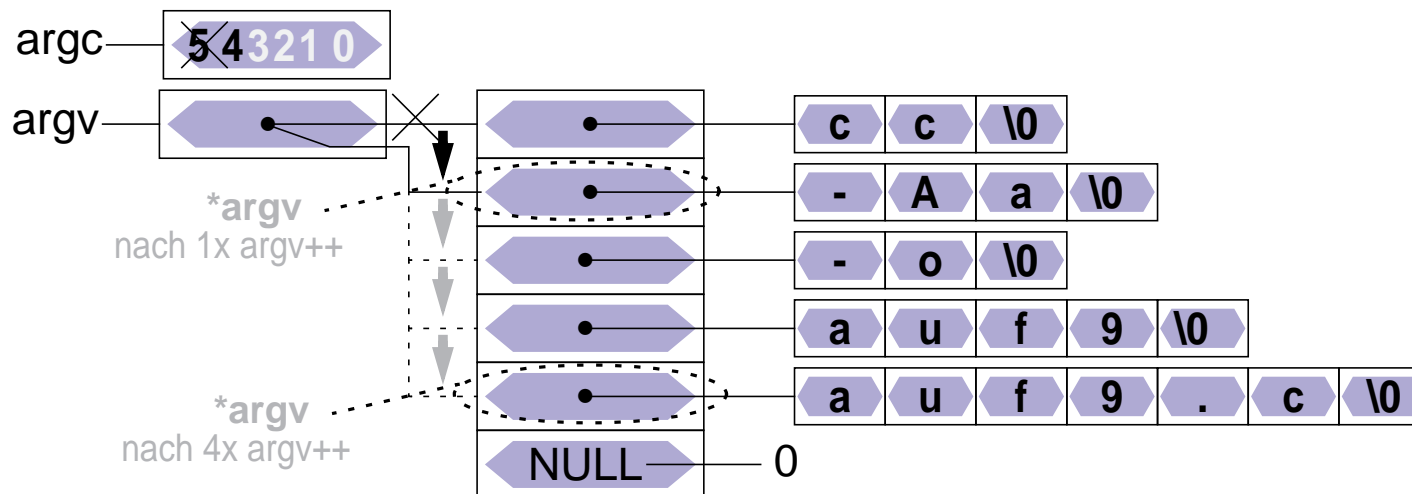 argc 5 4 3 2 1 0
argv c c \0
- A a \0
*argv
nach 1x argv++
- o \0
a u f 9 \0
a u f 9 . c \0
*argv
nach 4x argv++
NULL 0